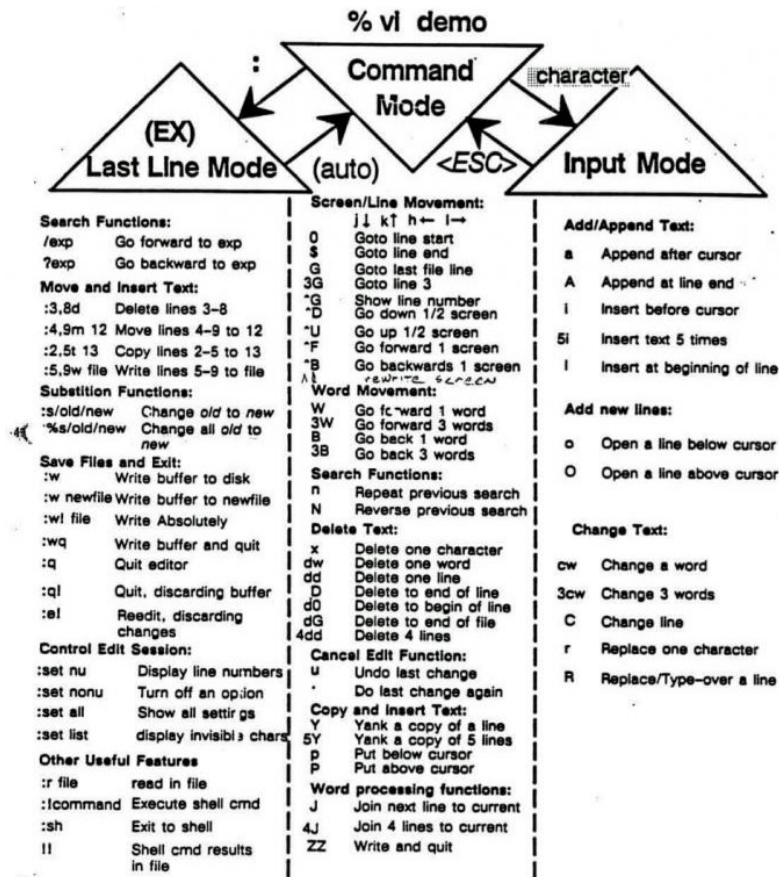 % vi demo
:
Command
Mode
character
(EX)
Last Line Mode
(auto)
<ESC>
Input Mode
Search Functions:
/exp Go forward to exp
?exp Go backward to exp
Move and Insert Text:
:3,8d Delete lines 3-8
:4,9m 12 Move lines 4-9 to 12
:2,5t 13 Copy lines 2-5 to 13
:5,9w file Write lines 5-9 to file
Substition Functions:
:s/old/new Change old to new
:%s/old/new Change all old to
new
Save Files and Exit:
:w Write buffer to disk
:w newfile Write buffer to newfile
:w! file Write Absolutely
:wq Write buffer and quit
:q Quit editor
:q! Quit, discarding buffer
:e! Reedit, discarding
changes
Control Edit Session:
:set nu Display line numbers
:set nonu Turn off an option
:set all Show all settings
:set list display invisible chars
Other Useful Features
:r file read in file
:!command Execute shell cmd
:sh Exit to shell
!! Shell cmd results
in file
Screen/Line Movement:
j↓ k↑ h← l→
0 Goto line start
$ Goto line end
G Goto last file line
3G Goto line 3
^G Show line number
^D Go down 1/2 screen
^U Go up 1/2 screen
^F Go forward 1 screen
^B Go backwards 1 screen
^l rewrite screen
Word Movement:
W Go forward 1 word
3W Go forward 3 words
B Go back 1 word
3B Go back 3 words
Search Functions:
n Repeat previous search
N Reverse previous search
Delete Text:
x Delete one character
dw Delete one word
dd Delete one line
D Delete to end of line
d0 Delete to begin of line
dG Delete to end of file
4dd Delete 4 lines
Cancel Edit Function:
u Undo last change
. Do last change again
Copy and Insert Text:
Y Yank a copy of a line
5Y Yank a copy of 5 lines
p Put below cursor
P Put above cursor
Word processing functions:
J Join next line to current
4J Join 4 lines to current
ZZ Write and quit
Add/Append Text:
a Append after cursor
A Append at line end
i Insert before cursor
5i Insert text 5 times
I Insert at beginning of line
Add new lines:
o Open a line below cursor
O Open a line above cursor
Change Text:
cw Change a word
3cw Change 3 words
C Change line
r Replace one character
R Replace/Type-over a line